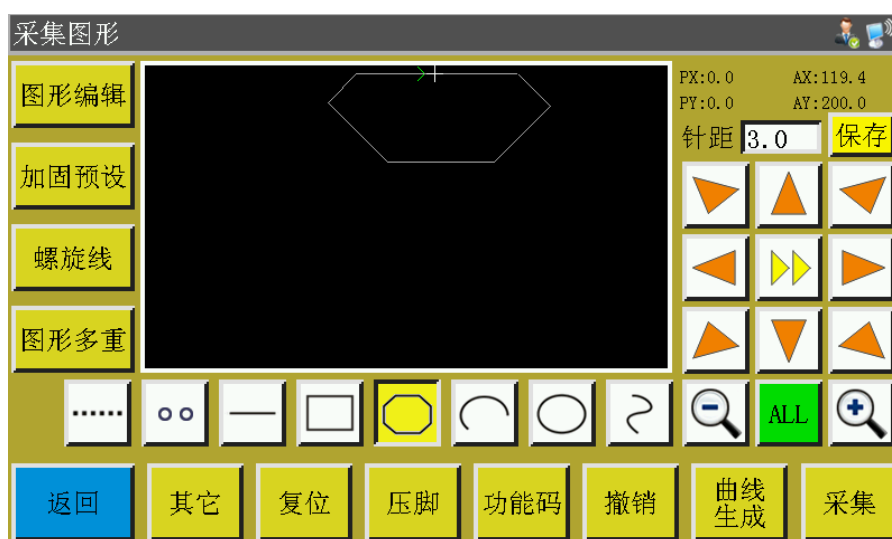 采集图形
图形编辑
PX:0.0 AX:119.4
PY:0.0 AY:200.0
针距 3.0 保存
加固预设
螺旋线
图形多重
ALL
返回 其它 复位 压脚 功能码 撤销 曲线生成 采集